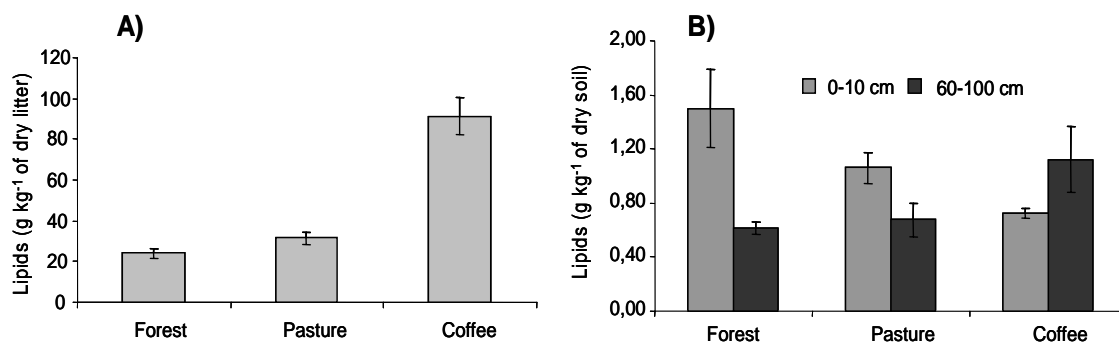 A)
Lipids (g kg⁻¹ of dry litter)
120
100
80
60
40
20
0
Forest Pasture Coffee
B)
Lipids (g kg⁻¹ of dry soil)
2,00
1,60
1,20
0,80
0,40
0,00
0-10 cm 60-100 cm
Forest Pasture Coffee